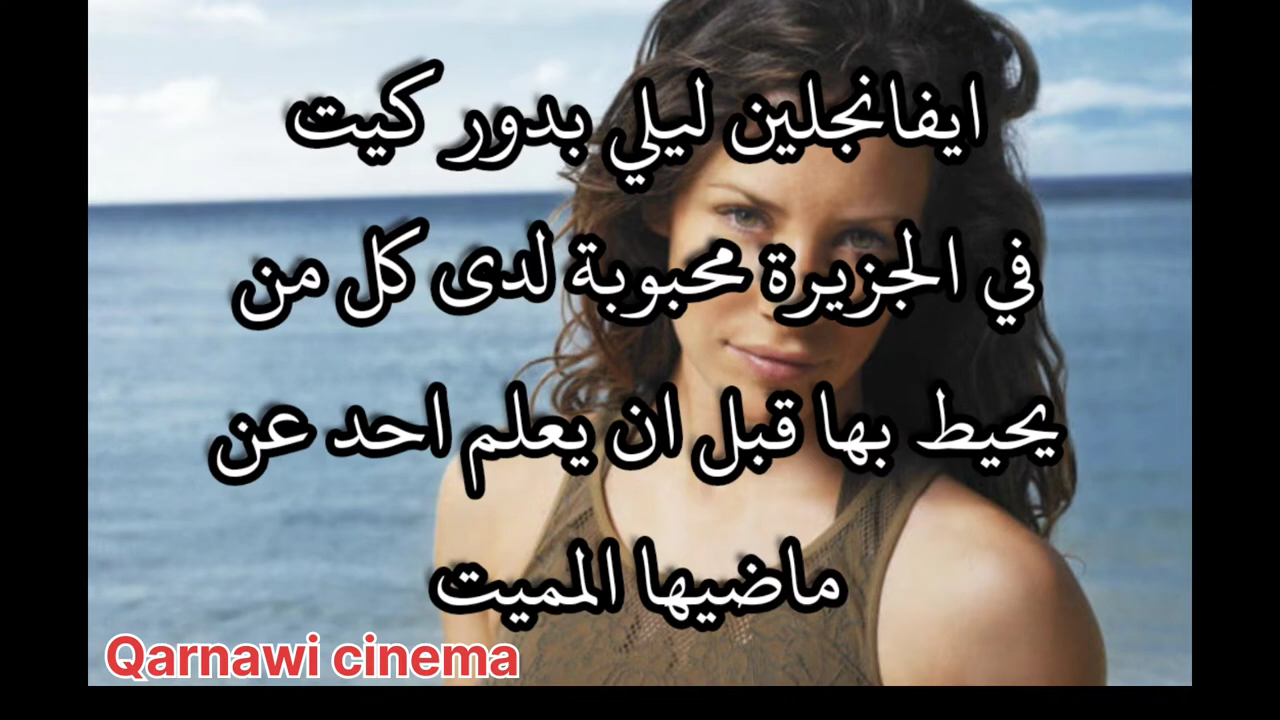 ايفانجلين ليلي بدور كيت
في الجزيرة محبوبة لدى كل من
يحيط بها قبل ان يعلم احد عن
ماضيها المميت
Qarnawi cinema